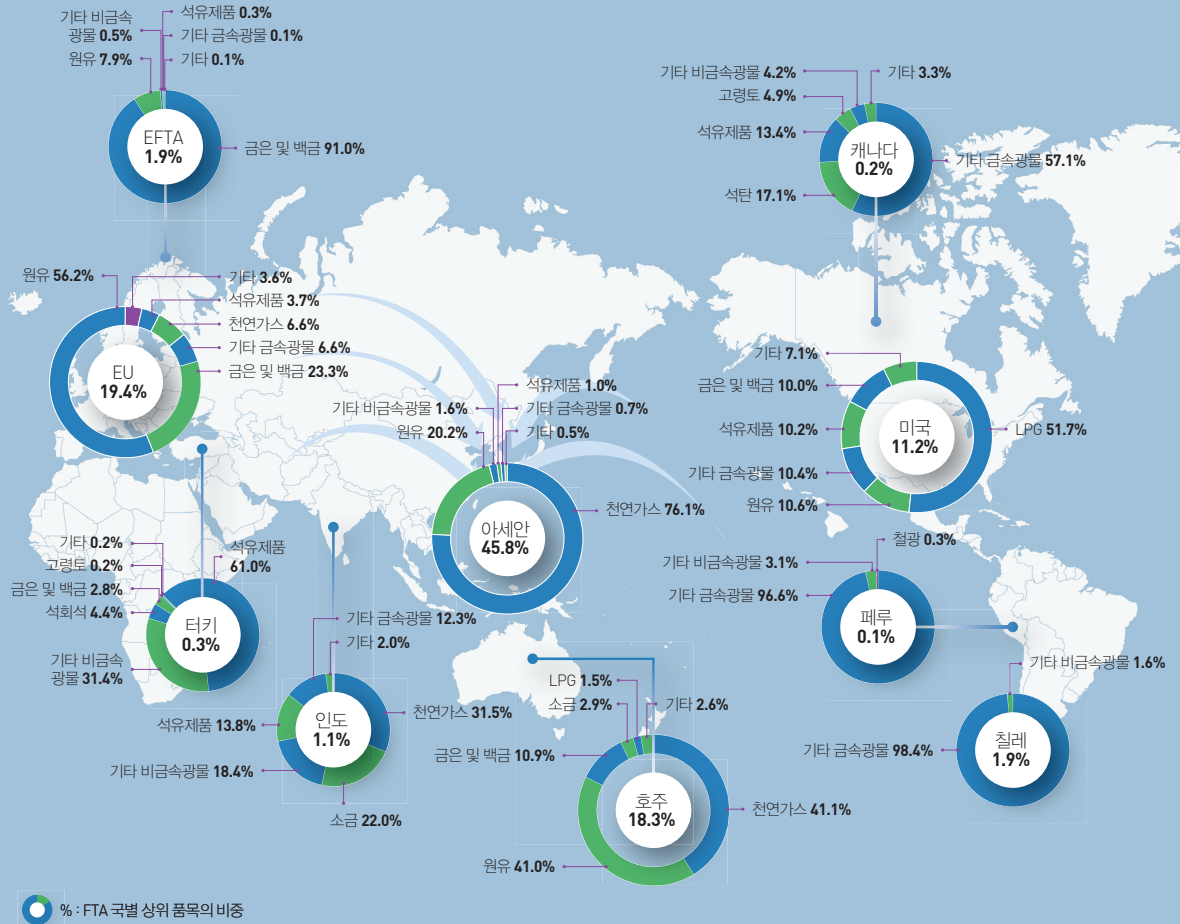 기타 비금속
광물 0.5%
원유 7.9%
석유제품 0.3%
기타 금속광물 0.1%
기타 0.1%
EFTA
1.9%
금은 및 백금 91.0%
기타 비금속광물 4.2%
고령토 4.9%
석유제품 13.4%
석탄 17.1%
기타 3.3%
기타 금속광물 57.1%
캐나다
0.2%
원유 56.2%
기타 3.6%
석유제품 3.7%
천연가스 6.6%
기타 금속광물 6.6%
금은 및 백금 23.3%
EU
19.4%
기타 7.1%
금은 및 백금 10.0%
석유제품 10.2%
기타 금속광물 10.4%
원유 10.6%
LPG 51.7%
미국
11.2%
석유제품 1.0%
기타 비금속광물 1.6%
기타 금속광물 0.7%
원유 20.2%
기타 0.5%
천연가스 76.1%
아세안
45.8%
기타 0.2%
고령토 0.2%
금은 및 백금 2.8%
석회석 4.4%
기타 비금속
광물 31.4%
석유제품
61.0%
터키
0.3%
철광 0.3%
기타 비금속광물 3.1%
기타 금속광물 96.6%
페루
0.1%
기타 금속광물 12.3%
기타 2.0%
천연가스 31.5%
석유제품 13.8%
기타 비금속광물 18.4%
소금 22.0%
인도
1.1%
LPG 1.5%
소금 2.9%
기타 2.6%
금은 및 백금 10.9%
천연가스 41.1%
원유 41.0%
호주
18.3%
기타 비금속광물 1.6%
기타 금속광물 98.4%
칠레
1.9%
% : FTA 국별 상위 품목의 비중